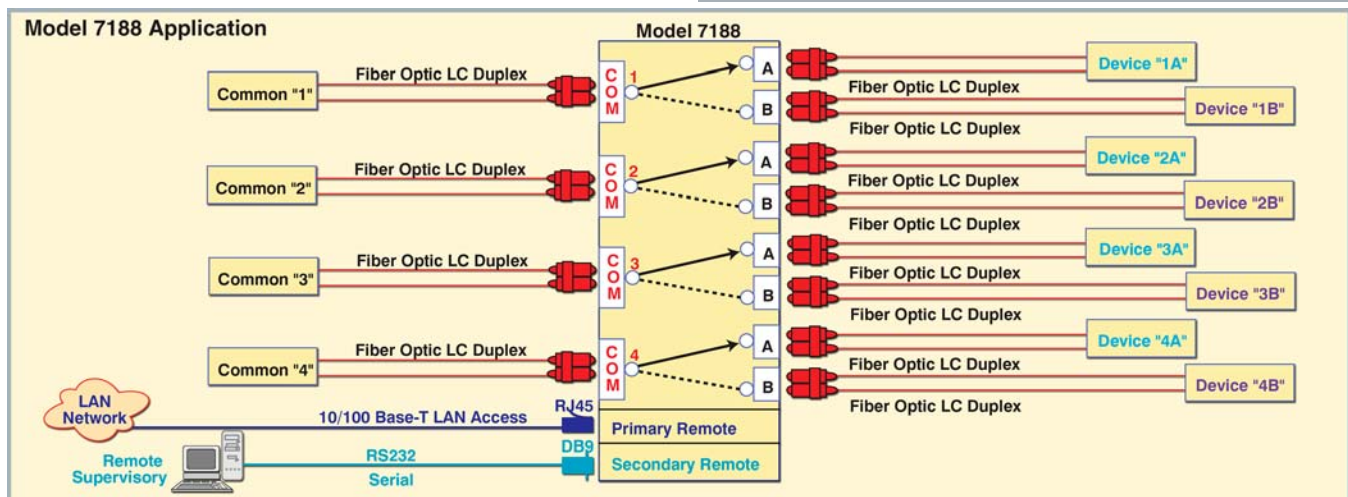 Model 7188 Application
Model 7188
Common "1"
Fiber Optic LC Duplex
COM
1
A
B
Fiber Optic LC Duplex
Device "1A"
Fiber Optic LC Duplex
Device "1B"
Common "2"
Fiber Optic LC Duplex
COM
2
A
B
Fiber Optic LC Duplex
Device "2A"
Fiber Optic LC Duplex
Device "2B"
Common "3"
Fiber Optic LC Duplex
COM
3
A
B
Fiber Optic LC Duplex
Device "3A"
Fiber Optic LC Duplex
Device "3B"
Common "4"
Fiber Optic LC Duplex
COM
4
A
B
Fiber Optic LC Duplex
Device "4A"
Fiber Optic LC Duplex
Device "4B"
LAN
Network
10/100 Base-T LAN Access
RJ45
Primary Remote
Remote
Supervisory
RS232
Serial
DB9
Secondary Remote